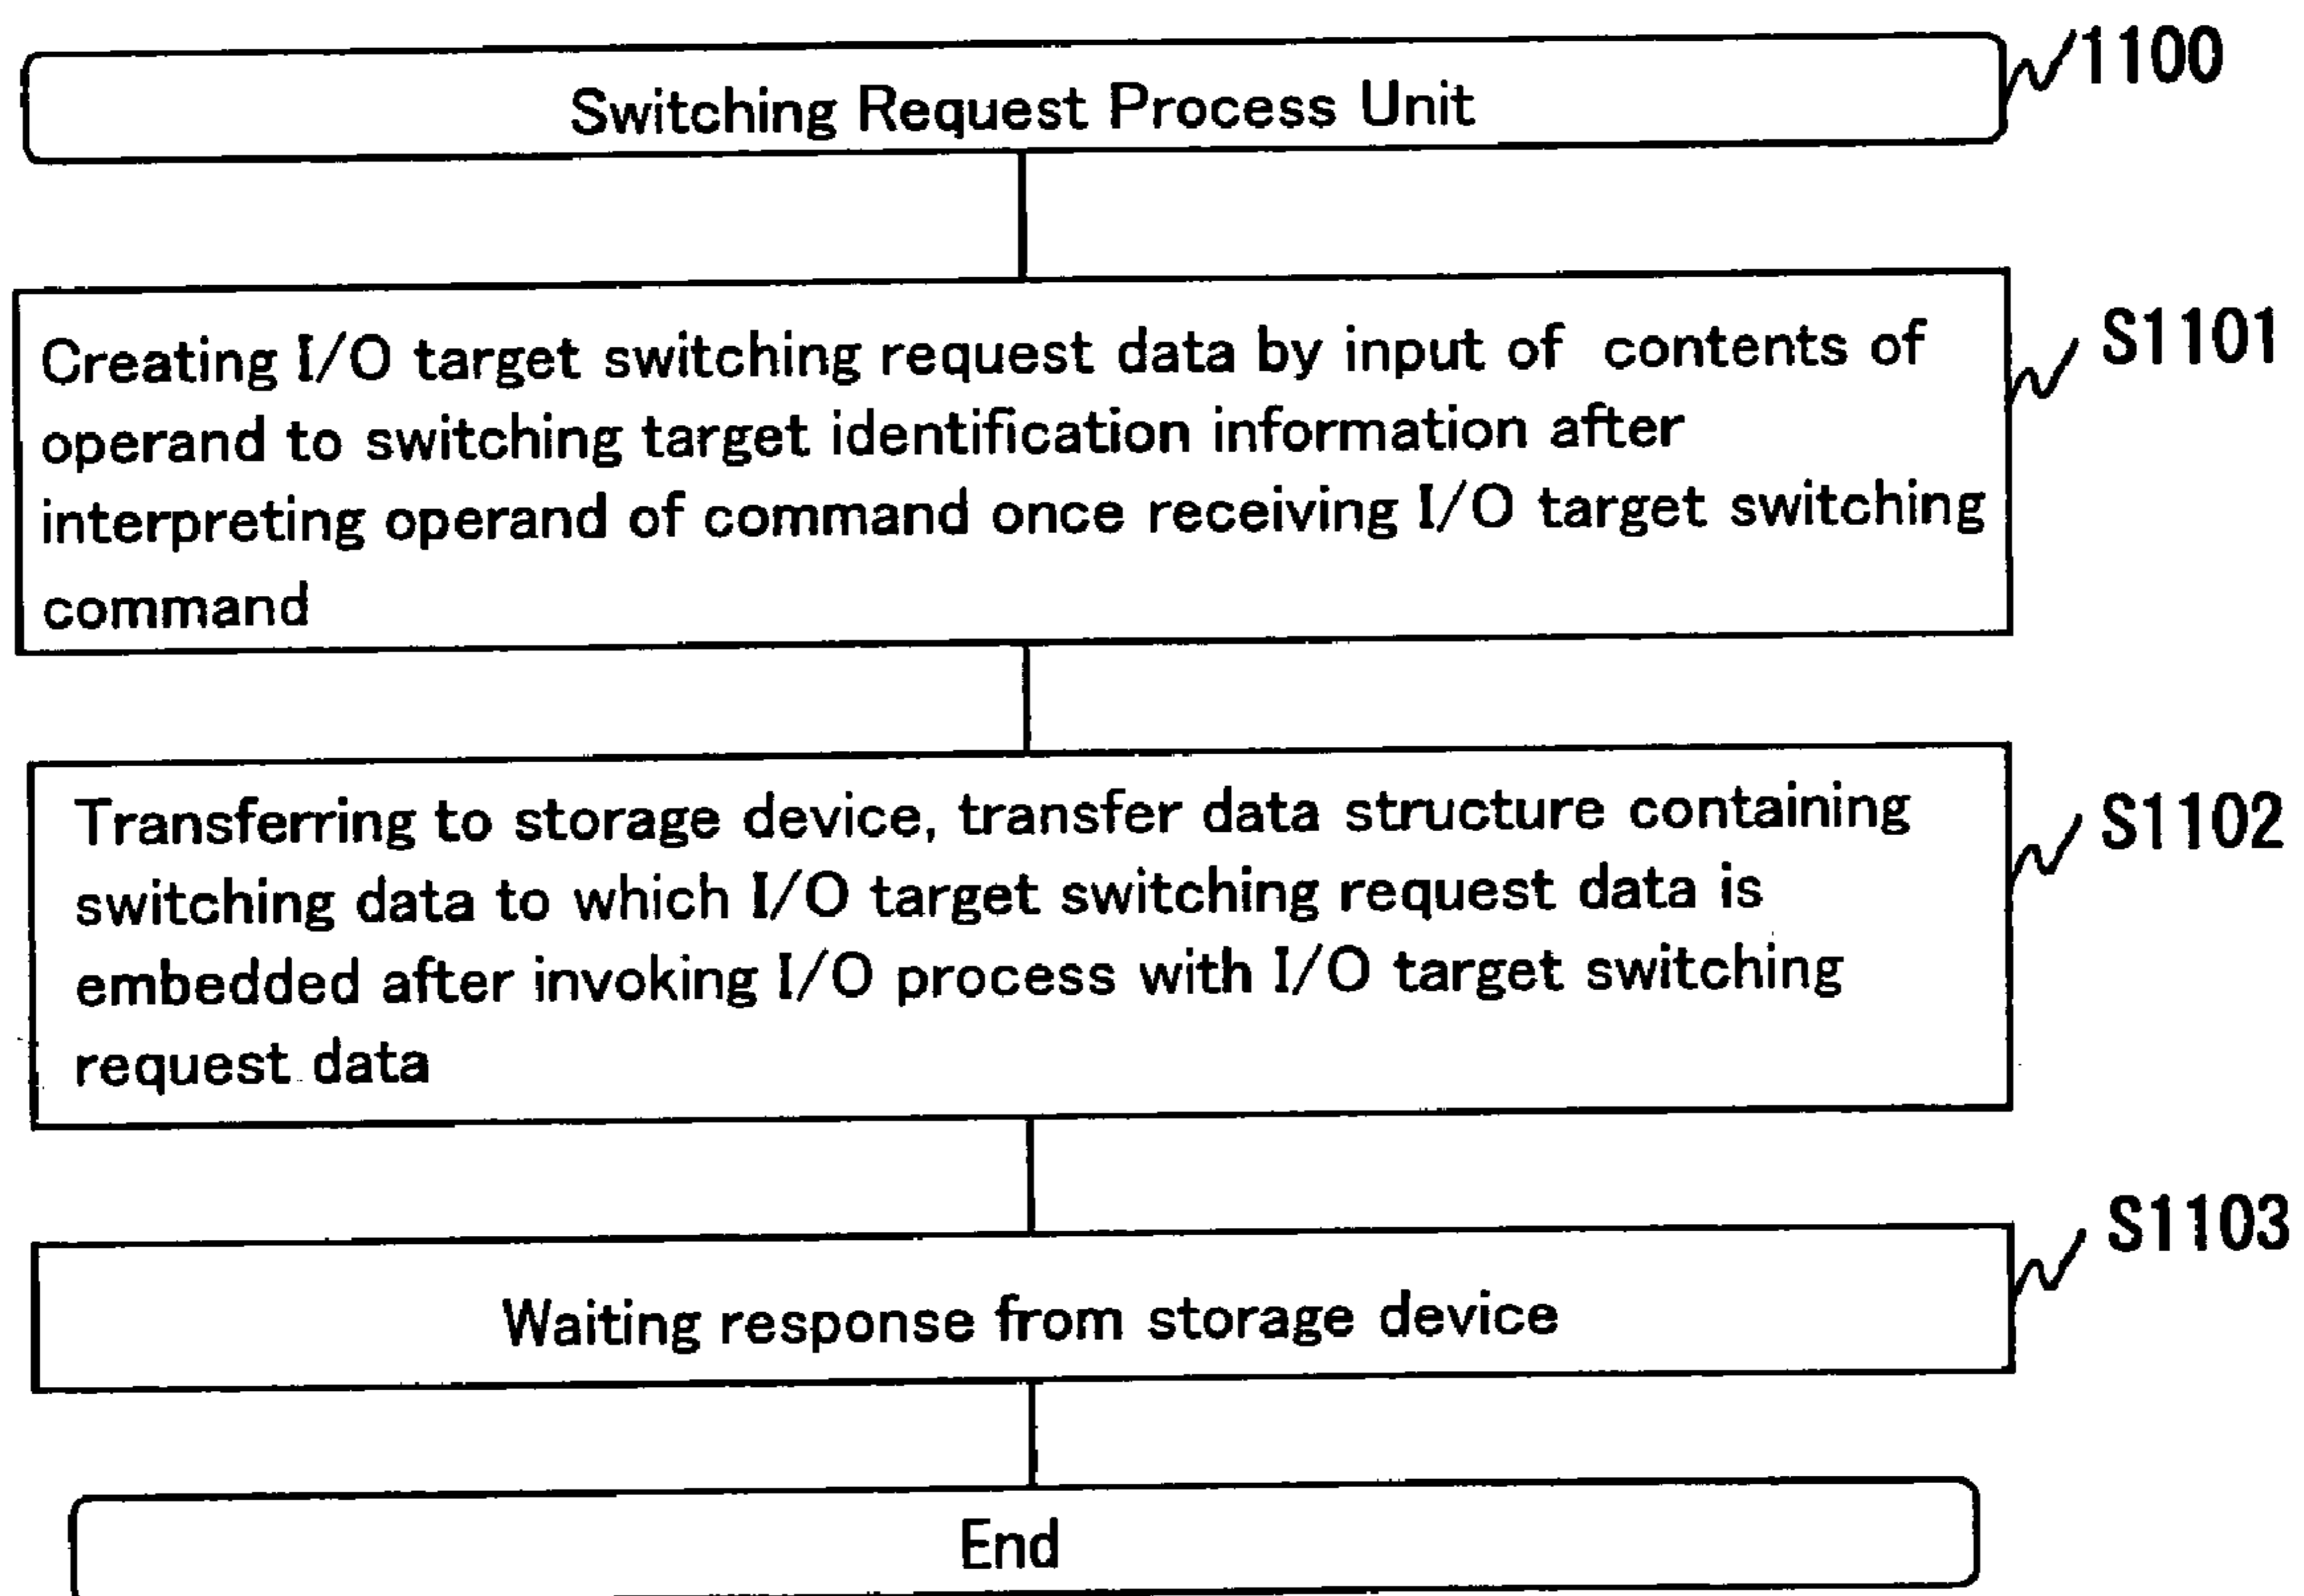 1100
Switching Request Process Unit
S1101
Creating I/O target switching request data by input of contents of
operand to switching target identification information after
interpreting operand of command once receiving I/O target switching
command
S1102
Transferring to storage device, transfer data structure containing
switching data to which I/O target switching request data is
embedded after invoking I/O process with I/O target switching
request data
S1103
Waiting response from storage device
End